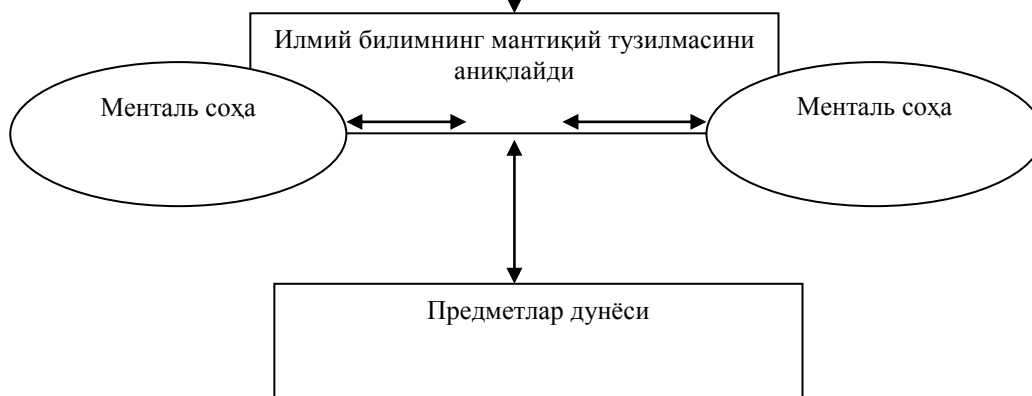 Илмий билимнинг мантиқий тузилмасини
аниқлайди
Менталь соҳа
Менталь соҳа
Предметлар дунёси